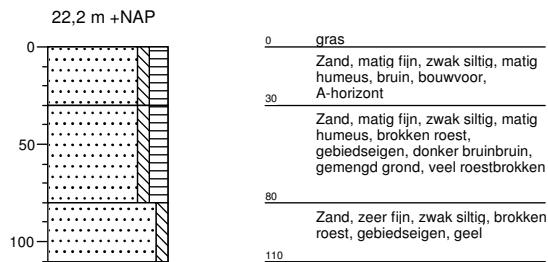 22,2 m +NAP
0
50
100
0 gras
Zand, matig fijn, zwak siltig, matig
humeus, bruin, bouwvoor,
A-horizont
30
Zand, matig fijn, zwak siltig, matig
humeus, brokken roest,
gebiedseigen, donker bruinbruin,
gemengd grond, veel roestbrokken
80
Zand, zeer fijn, zwak siltig, brokken
roest, gebiedseigen, geel
110